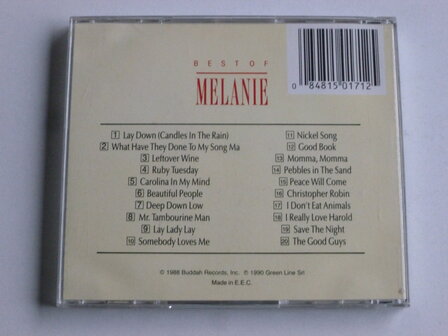 BEST OF
MELANIE
0 84815 01712
1 Lay Down (Candles In The Rain)
2 What Have They Done To My Song Ma
3 Leftover Wine
4 Ruby Tuesday
5 Carolina In My Mind
6 Beautiful People
7 Deep Down Low
8 Mr. Tambourine Man
9 Lay Lady Lay
10 Somebody Loves Me
11 Nickel Song
12 Good Book
13 Momma, Momma
14 Pebbles in The Sand
15 Peace Will Come
16 Christopher Robin
17 I Don't Eat Animals
18 I Really Love Harold
19 Save The Night
20 The Good Guys
© 1988 Buddah Records, Inc. ℗ 1990 Green Line Srl
Made in E.E.C.